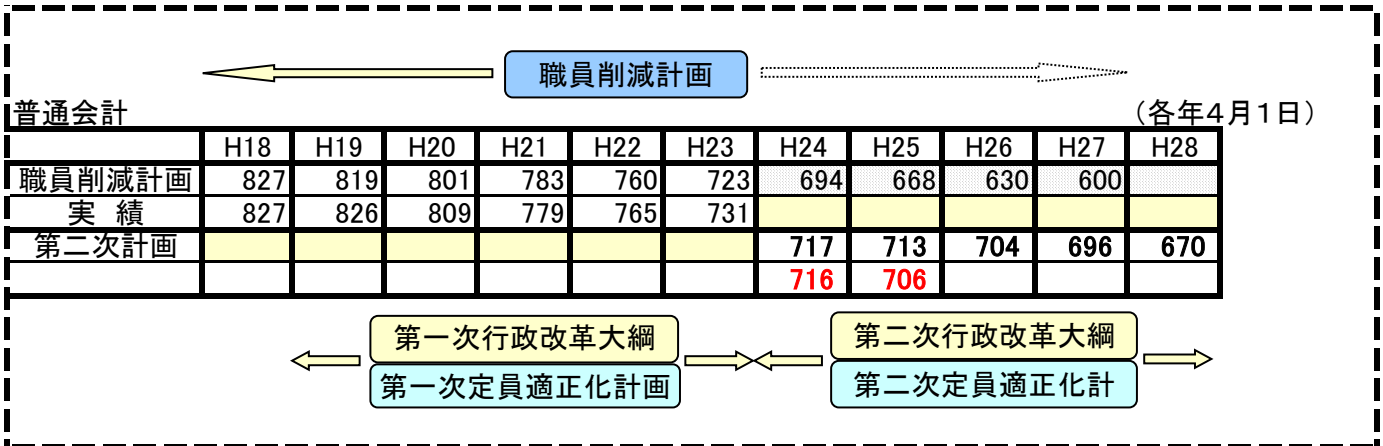 職員削減計画
普通会計 （各年4月1日）
H18 H19 H20 H21 H22 H23 H24 H25 H26 H27 H28
職員削減計画 827 819 801 783 760 723 694 668 630 600
実 績 827 826 809 779 765 731
第二次計画 717 713 704 696 670
716 706
第一次行政改革大綱 第二次行政改革大綱
第一次定員適正化計画 第二次定員適正化計